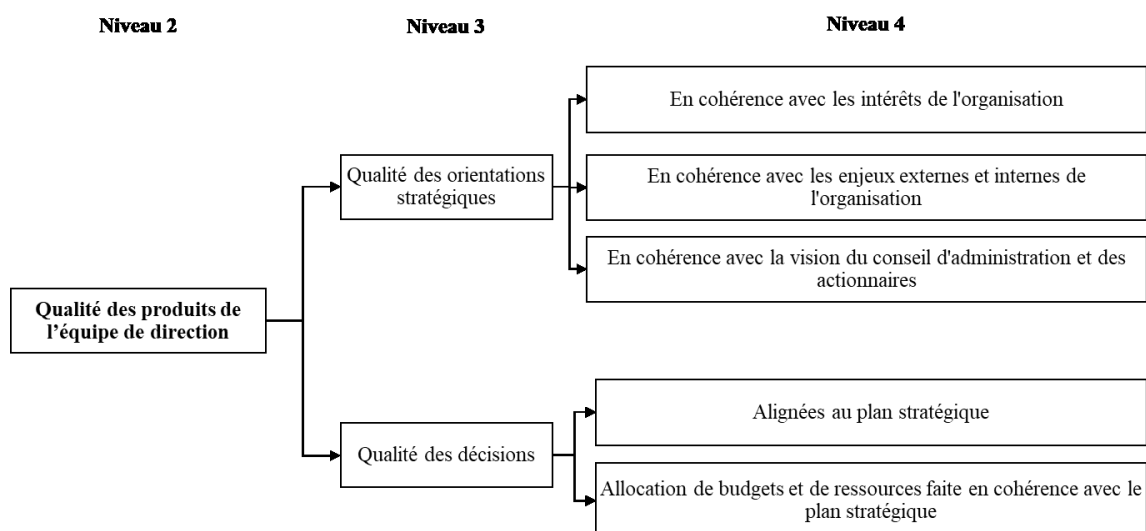 Niveau 2
Niveau 3
Niveau 4
En cohérence avec les intérêts de l'organisation
Qualité des orientations
stratégiques
En cohérence avec les enjeux externes et internes de
l'organisation
En cohérence avec la vision du conseil d'administration et des
actionnaires
Qualité des produits de
l’équipe de direction
Alignées au plan stratégique
Qualité des décisions
Allocation de budgets et de ressources faite en cohérence avec le
plan stratégique